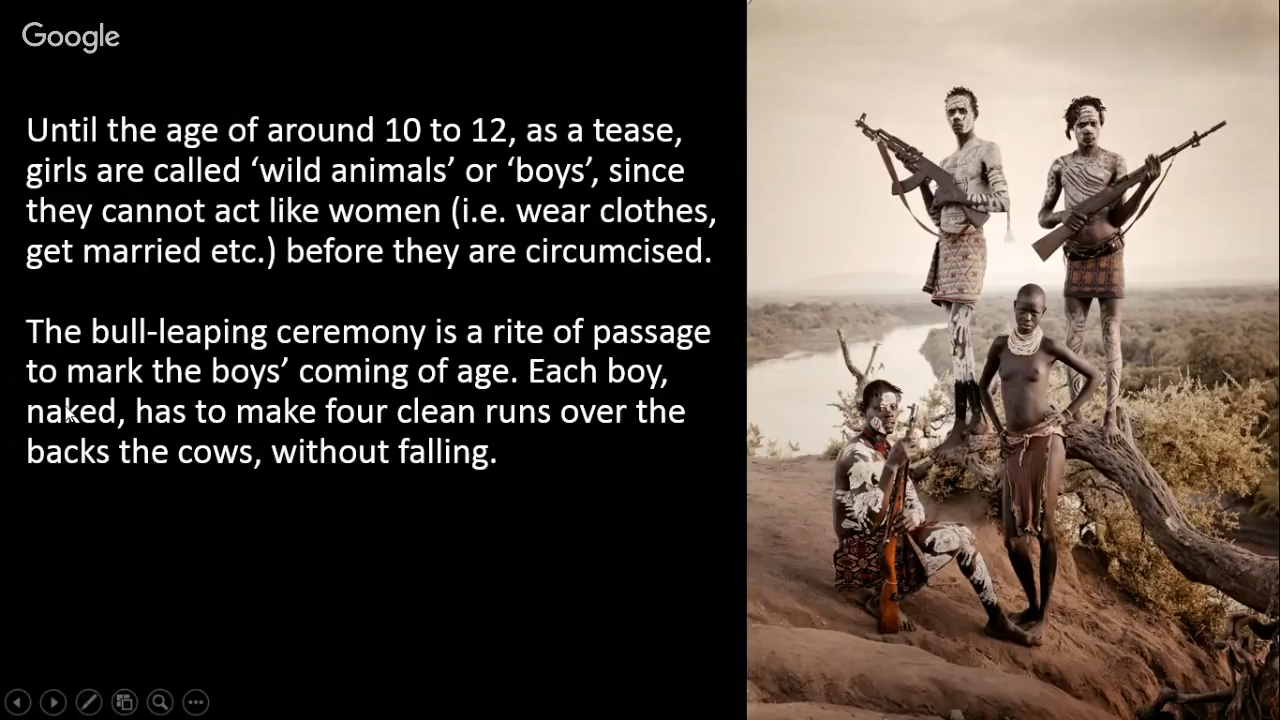 Google
Until the age of around 10 to 12, as a tease,
girls are called ‘wild animals’ or ‘boys’, since
they cannot act like women (i.e. wear clothes,
get married etc.) before they are circumcised.
The bull-leaping ceremony is a rite of passage
to mark the boys’ coming of age. Each boy,
naked, has to make four clean runs over the
backs the cows, without falling.